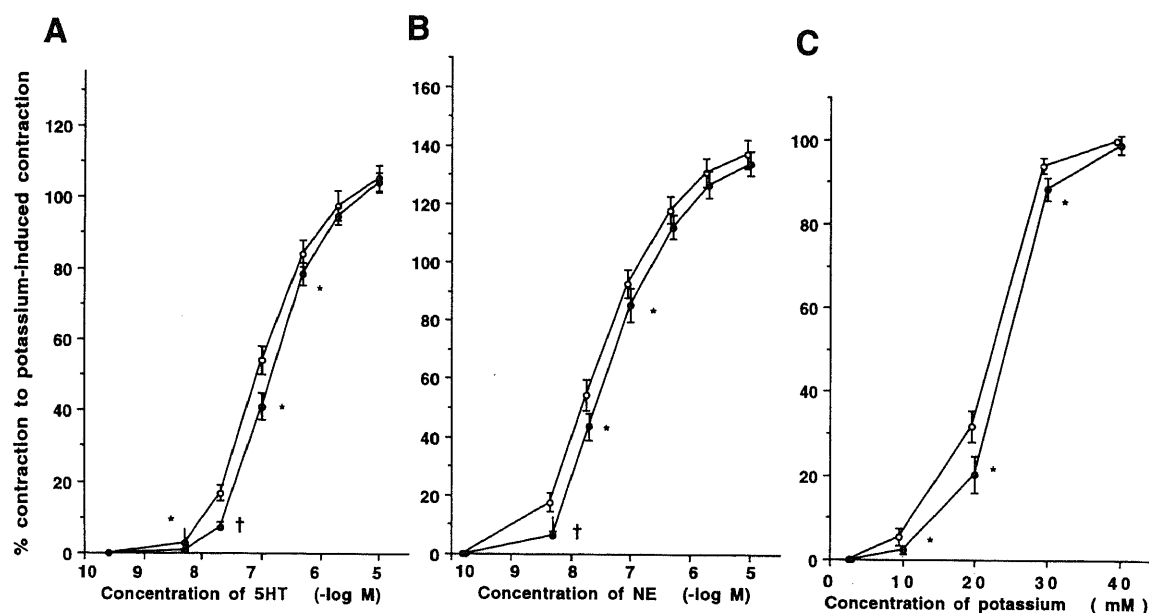 A
B
C
% contraction to potassium-induced contraction
120
100
80
60
40
20
0
10 9 8 7 6 5
Concentration of 5HT (-log M)
* † * *
160
140
120
100
80
60
40
20
0
10 9 8 7 6 5
Concentration of NE (-log M)
† * *
100
80
60
40
20
0
0 10 20 30 40
Concentration of potassium ( mM)
* * *